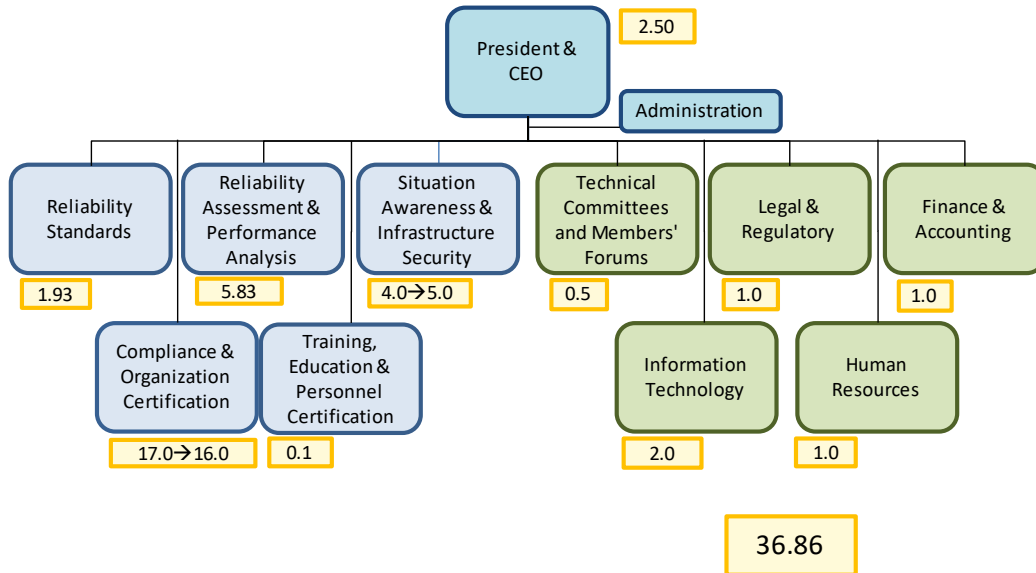 2.50
President &
CEO
Administration
Reliability
Standards
1.93
Reliability
Assessment &
Performance
Analysis
5.83
Situation
Awareness &
Infrastructure
Security
4.0→5.0
Technical
Committees
and Members'
Forums
0.5
Legal &
Regulatory
1.0
Finance &
Accounting
1.0
Compliance &
Organization
Certification
17.0→16.0
Training,
Education &
Personnel
Certification
0.1
Information
Technology
2.0
Human
Resources
1.0
36.86